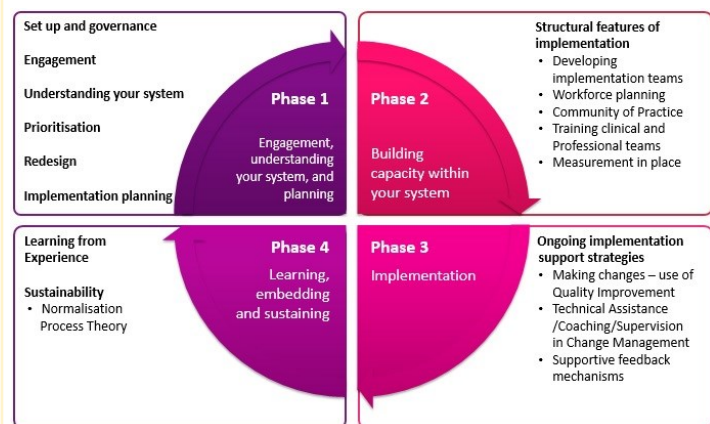 Set up and governance
Engagement
Understanding your system
Prioritisation
Redesign
Implementation planning
Phase 1
Engagement,
understanding
your system, and
planning
Phase 2
Building
capacity within
your system
Structural features of
implementation
• Developing
implementation teams
• Workforce planning
• Community of Practice
• Training clinical and
Professional teams
• Measurement in place
Learning from
Experience
Sustainability
• Normalisation
Process Theory
Phase 4
Learning,
embedding
and sustaining
Phase 3
Implementation
Ongoing implementation
support strategies
• Making changes – use of
Quality Improvement
• Technical Assistance
/Coaching/Supervision
in Change Management
• Supportive feedback
mechanisms